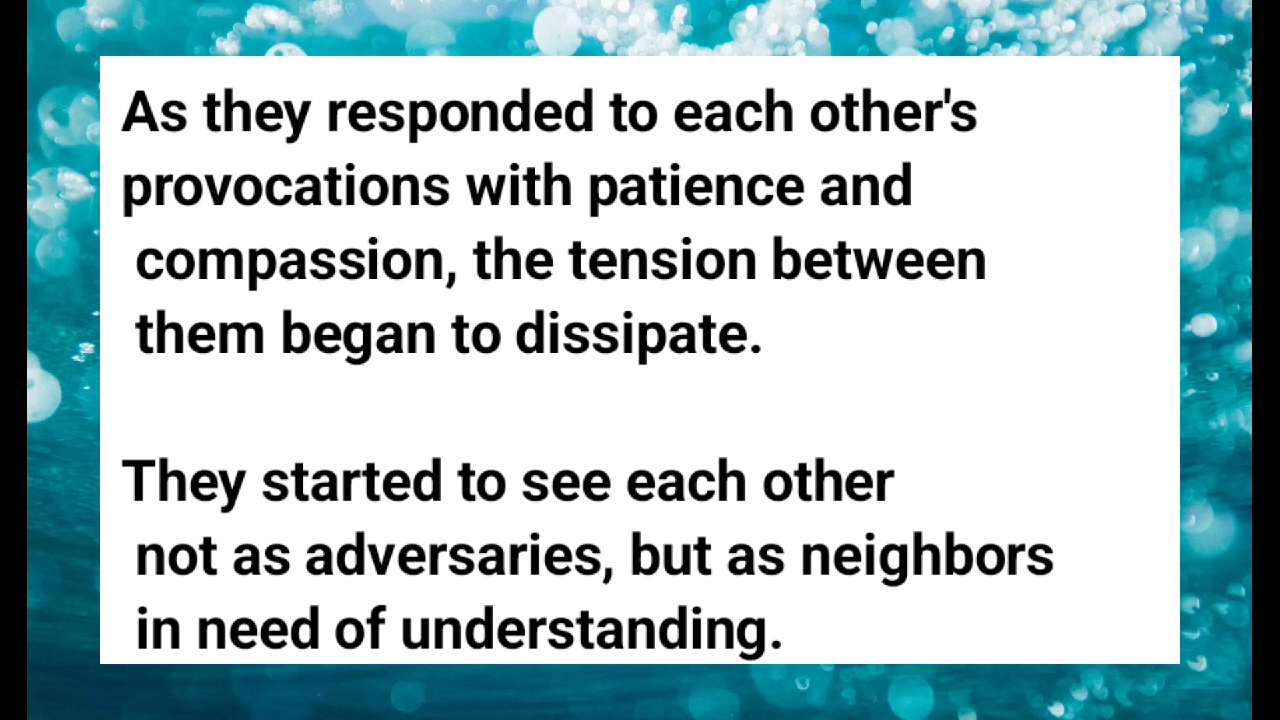 As they responded to each other's
provocations with patience and
compassion, the tension between
them began to dissipate.
They started to see each other
not as adversaries, but as neighbors
in need of understanding.